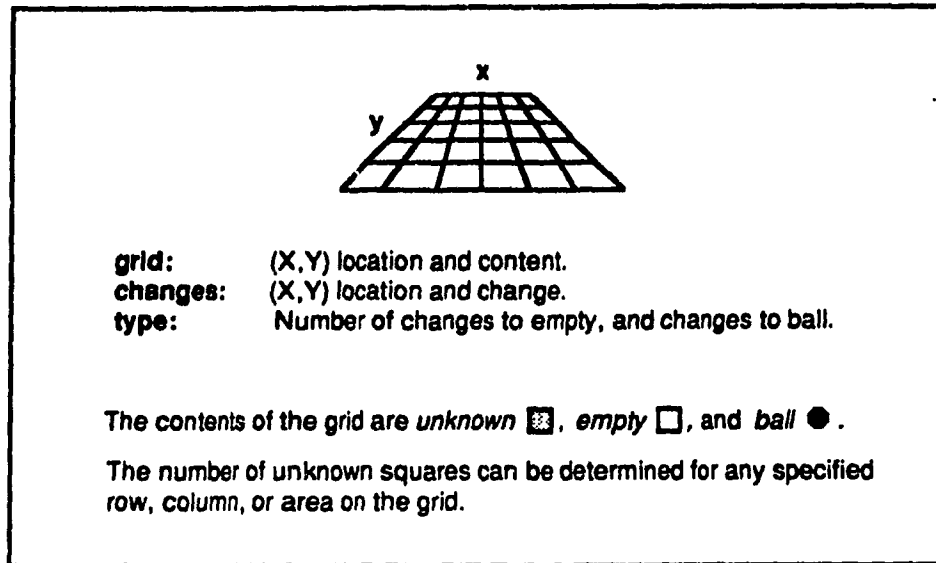 x
y
grid: (X,Y) location and content.
changes: (X,Y) location and change.
type: Number of changes to empty, and changes to ball.
The contents of the grid are unknown , empty , and ball .
The number of unknown squares can be determined for any specified
row, column, or area on the grid.